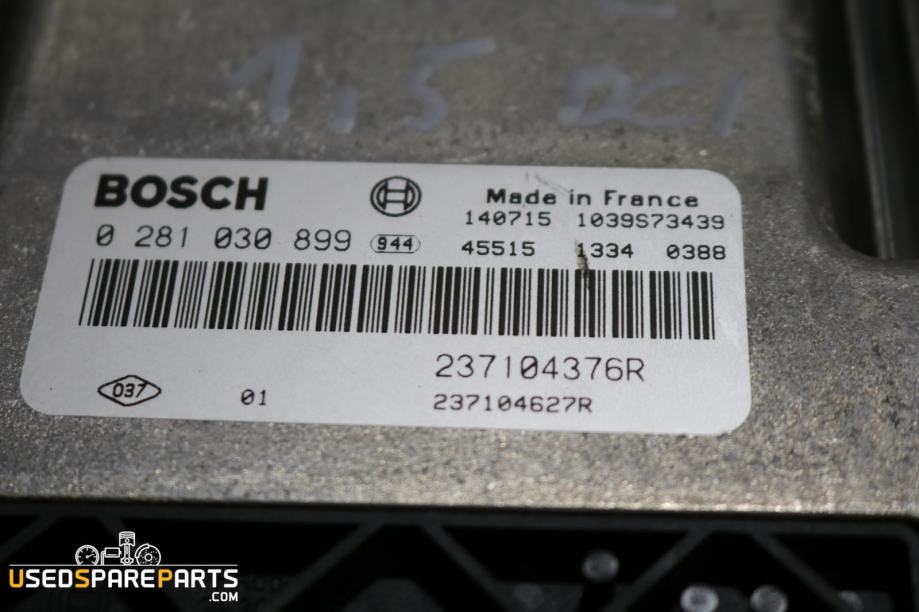 1,5 DCI
BOSCH
Made in France
140715 1039S73439
0 281 030 899 944 45515 1334 0388
237104376R
037 01 237104627R
USEDSPAREPARTS
.COM